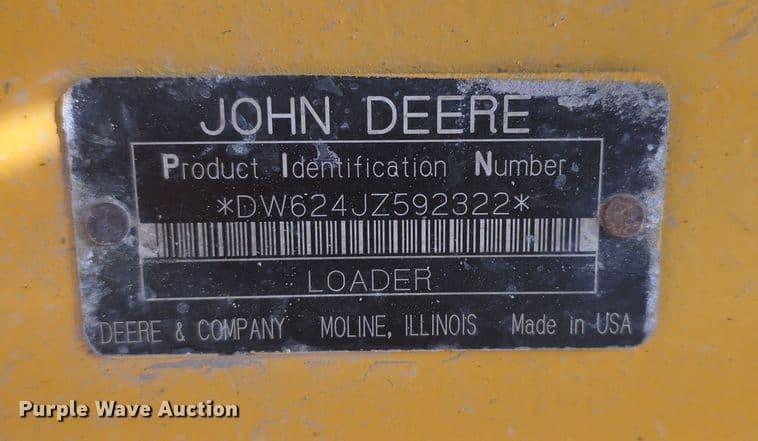 JOHN DEERE
Product Identification Number
*DW624JZ592322*
LOADER
DEERE & COMPANY MOLINE, ILLINOIS Made in USA
Purple Wave Auction